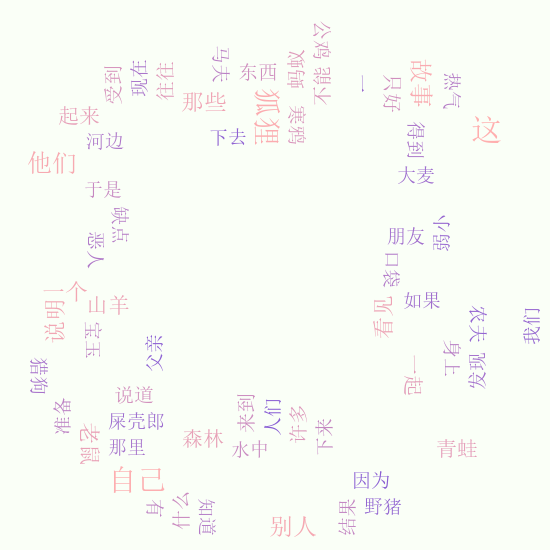 公鸡
马夫
蚂蚁
东西
现在
受到
往往
不能
一
只好
故事
热气
那些
狐狸
寒鸦
起来
这
河边
下去
得到
他们
大麦
于是
缺点
弱小
恶人
朋友
口袋
一个
山羊
说明
看见
如果
农夫
我们
宝玉
父亲
身上
发现
猎狗
一起
说道
准备
来到
人们
许多
屎壳郎
老鼠
那里
森林
水中
下来
青蛙
自己
因为
有
什么
知道
别人
结果
野猪